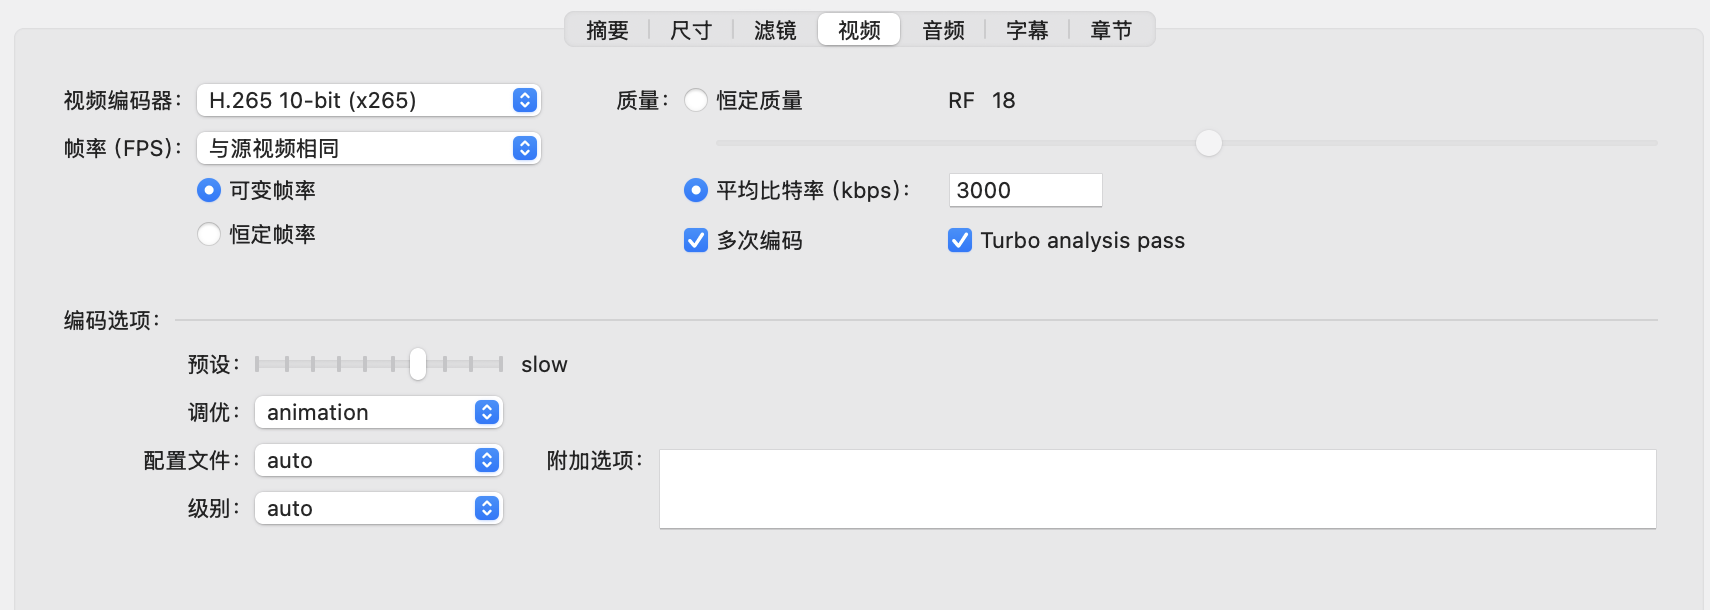 摘要 尺寸 滤镜 视频 音频 字幕 章节
视频编码器： H.265 10-bit (x265) 质量： 恒定质量 RF 18
帧率 (FPS)： 与源视频相同
可变帧率 平均比特率 (kbps)： 3000
恒定帧率 多次编码 Turbo analysis pass
编码选项：
预设： slow
调优： animation
配置文件： auto 附加选项：
级别： auto